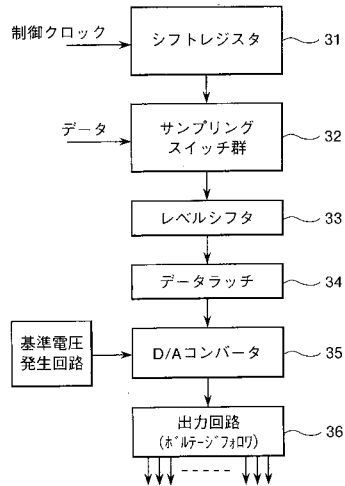 制御クロック
シフトレジスタ
31
データ
サンプリング
スイッチ群
32
レベルシフタ
33
データラッチ
34
基準電圧
発生回路
D/Aコンバータ
35
出力回路
(ボルテージフォロワ)
36